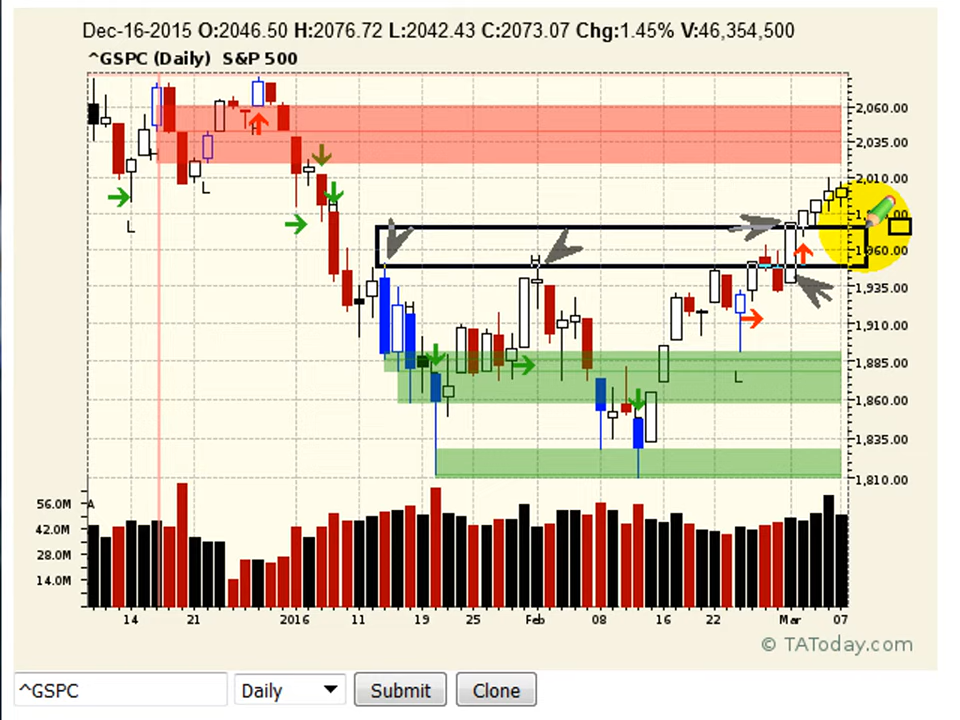 Dec-16-2015 O:2046.50 H:2076.72 L:2042.43 C:2073.07 Chg:1.45% V:46,354,500
^GSPC (Daily) S&P 500
2,060.00
2,035.00
2,010.00
1,960.00
1,935.00
1,910.00
1,885.00
1,860.00
1,835.00
1,810.00
H
H
H
L
L
L
A
56.0M
42.0M
28.0M
14.0M
14 21 2016 11 19 25 Feb 08 16 22 Mar 07
© TAToday.com
^GSPC Daily Submit Clone